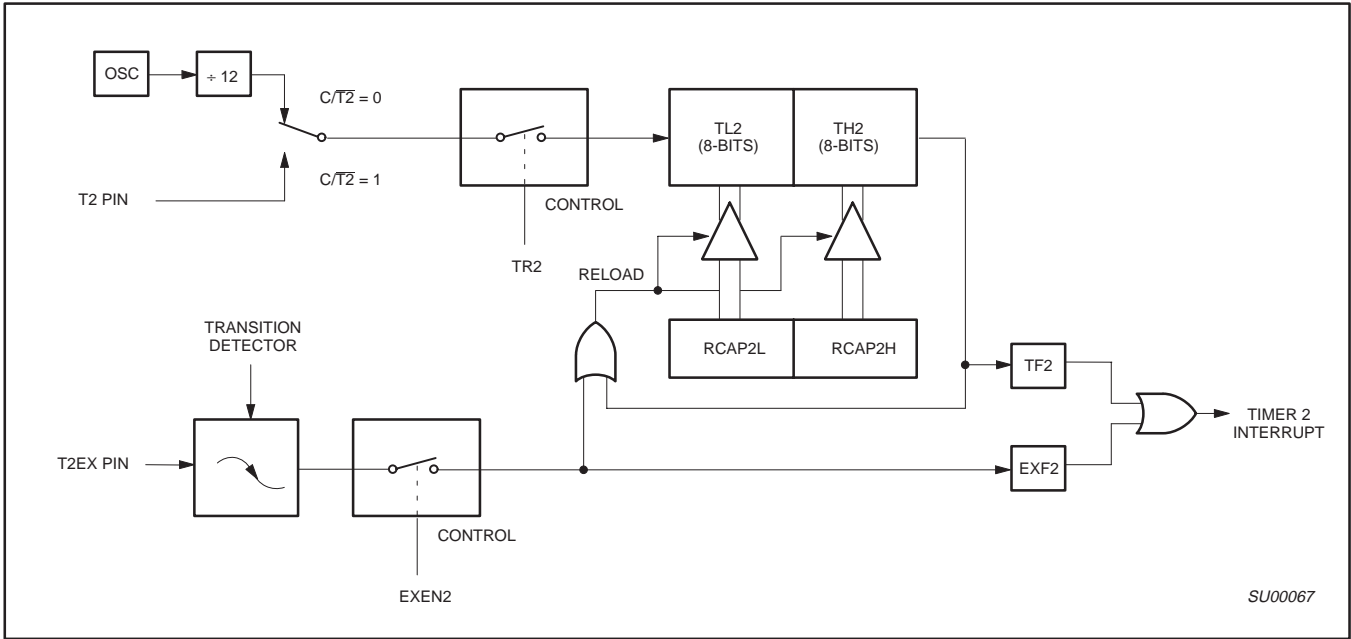 OSC
÷ 12
C/T2 = 0
C/T2 = 1
T2 PIN
CONTROL
TR2
TL2
(8-BITS)
TH2
(8-BITS)
RELOAD
RCAP2L
RCAP2H
TRANSITION
DETECTOR
T2EX PIN
CONTROL
EXEN2
TF2
EXF2
TIMER 2
INTERRUPT
SU00067